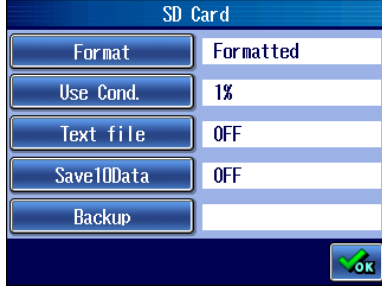 SD Card
Format Formatted
Use Cond. 1%
Text file OFF
Save10Data OFF
Backup
OK